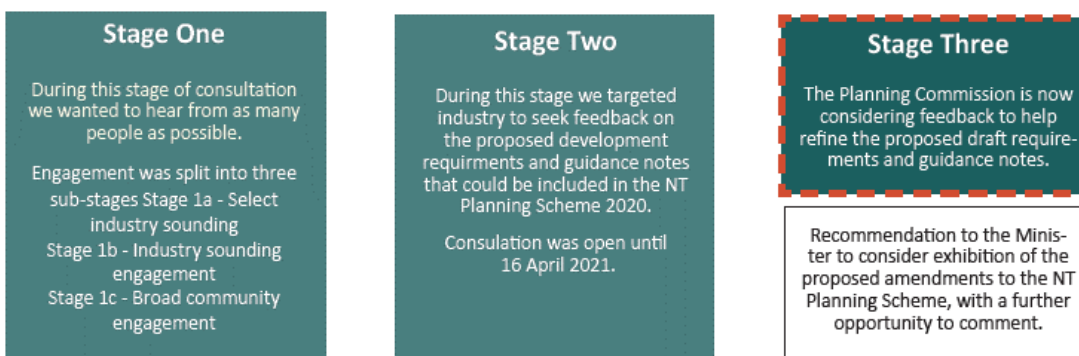 Stage One
During this stage of consultation
we wanted to hear from as many
people as possible.
Engagement was split into three
sub-stages Stage 1a - Select
industry sounding
Stage 1b - Industry sounding
engagement
Stage 1c - Broad community
engagement
Stage Two
During this stage we targeted
industry to seek feedback on
the proposed development
requirments and guidance notes
that could be included in the NT
Planning Scheme 2020.
Consulation was open until
16 April 2021.
Stage Three
The Planning Commission is now
considering feedback to help
refine the proposed draft require-
ments and guidance notes.
Recommendation to the Minis-
ter to consider exhibition of the
proposed amendments to the NT
Planning Scheme, with a further
opportunity to comment.